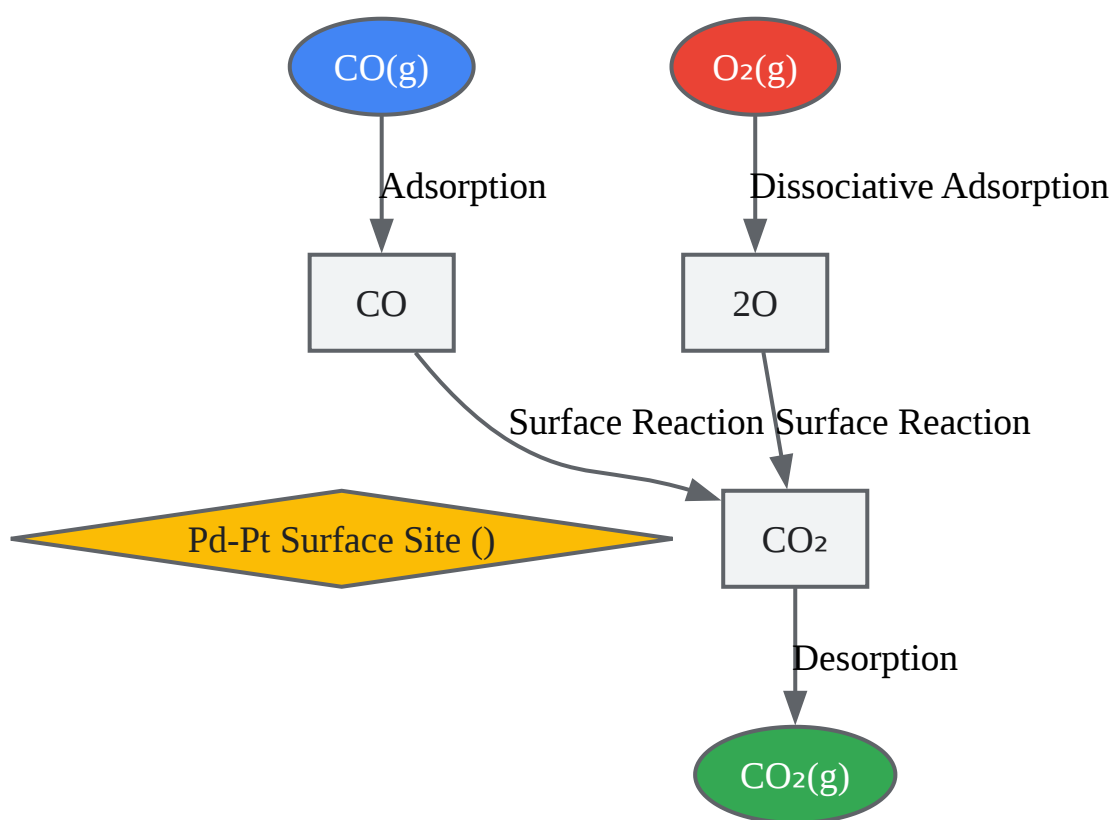 CO(g)
O₂(g)
Adsorption
Dissociative Adsorption
CO
2O
Surface Reaction
Surface Reaction
Pd-Pt Surface Site ()
CO₂
Desorption
CO₂(g)